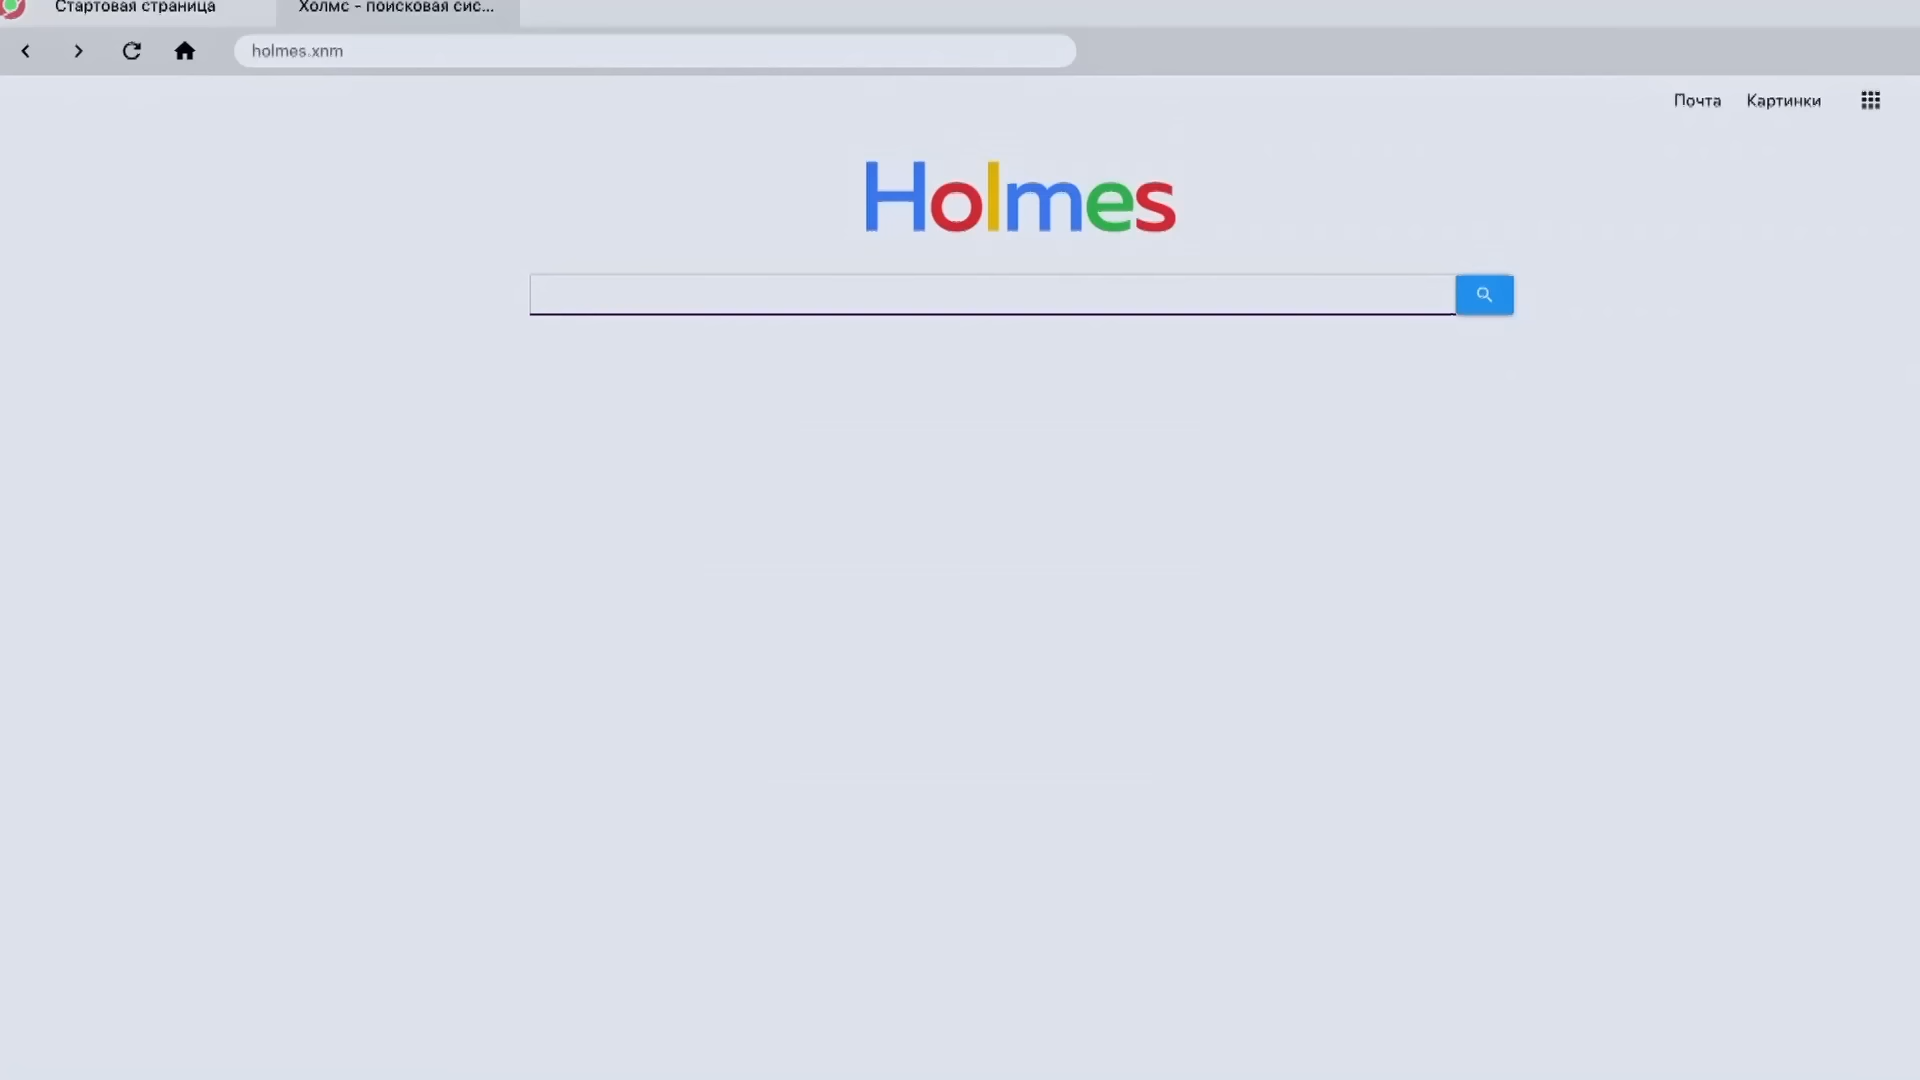 Стартовая страница
Холмс - поисковая сис...
holmes.xnm
Почта
Картинки
Holmes